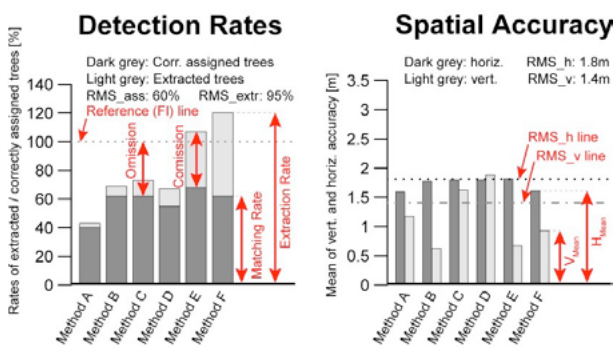 Detection Rates
Dark grey: Corr. assigned trees
Light grey: Extracted trees
RMS_ass: 60% RMS_extr: 95%
Reference (FI) line
Rates of extracted / correctly assigned trees [%]
140
120
100
80
60
40
20
0
Omission
Comission
Matching Rate
Extraction Rate
Method A
Method B
Method C
Method D
Method E
Method F
Spatial Accuracy
Dark grey: horiz. RMS_h: 1.8m
Light grey: vert. RMS_v: 1.4m
Mean of vert. and horiz. accuracy [m]
3.5
3
2.5
2
1.5
1
0.5
0
RMS_h line
RMS_v line
V Mean
H Mean
Method A
Method B
Method C
Method D
Method E
Method F